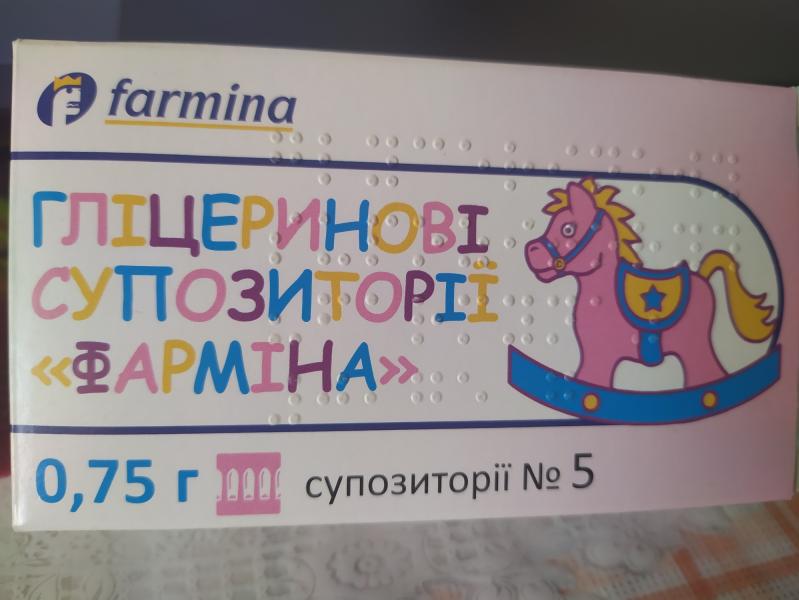 farmina
ГЛІЦЕРИНОВІ
СУПОЗИТОРІЇ
«ФАРМІНА»
0,75 г супозиторії № 5